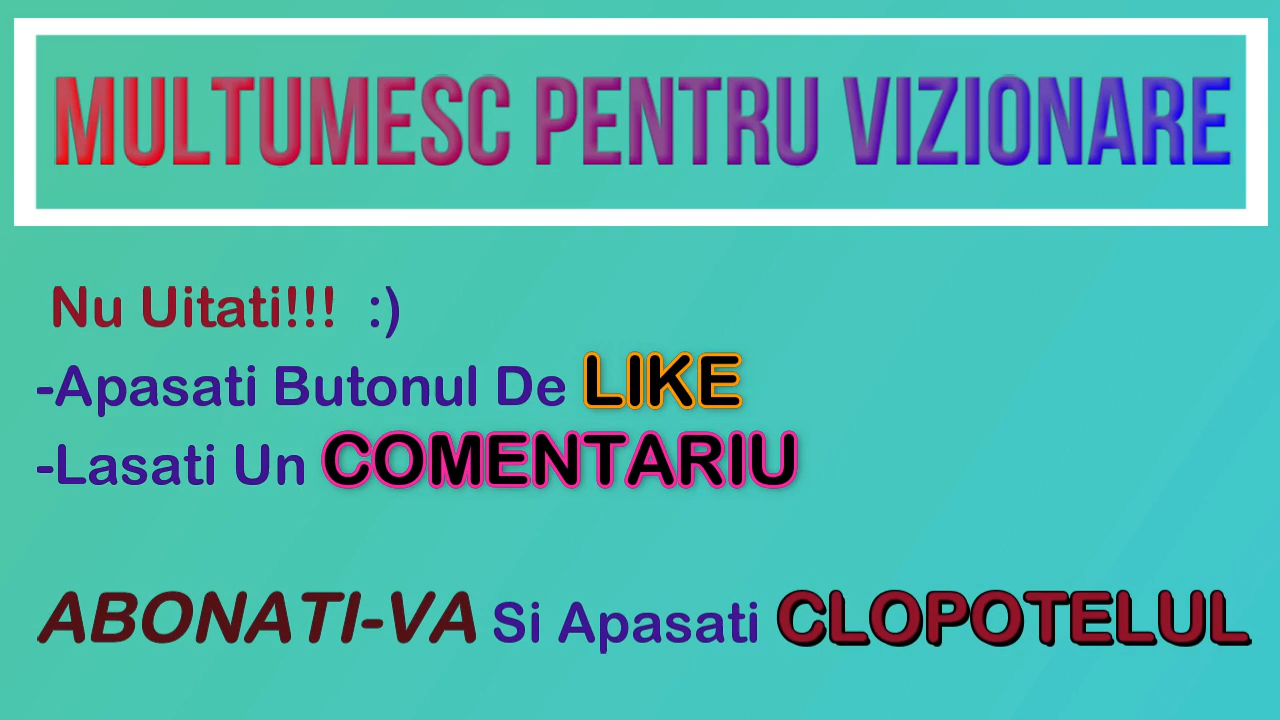 MULTUMESC PENTRU VIZIONARE
Nu Uitati!!! :)
-Apasati Butonul De LIKE
-Lasati Un COMENTARIU
ABONATI-VA Si Apasati CLOPOTELUL